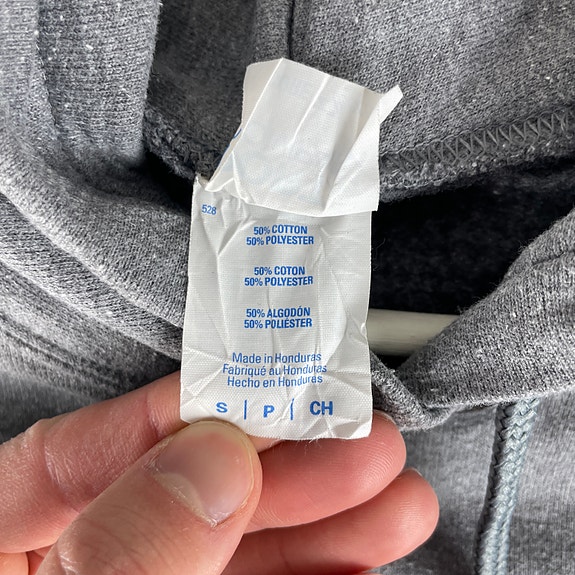 528
50% COTTON
50% POLYESTER
50% COTON
50% POLYESTER
50% ALGODÓN
50% POLIÉSTER
Made in Honduras
Fabriqué au Honduras
Hecho en Honduras
S | P | CH